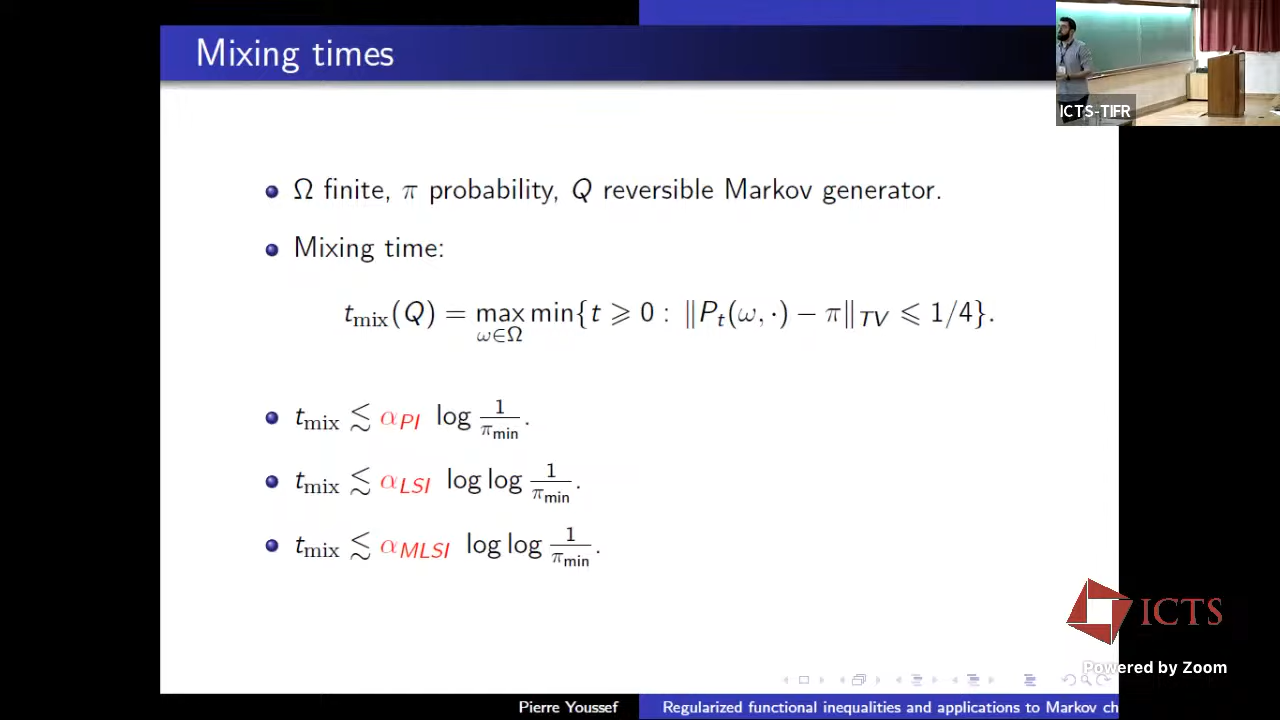 Mixing times
ICTS-TIFR
Ω finite, π probability, Q reversible Markov generator.
Mixing time:
t_mix(Q) = max_{ω∈Ω} min{t ⩾ 0 : ‖P_t(ω, ·) − π‖_TV ⩽ 1/4}.
t_mix ≲ α_PI log 1/π_min.
t_mix ≲ α_LSI log log 1/π_min.
t_mix ≲ α_MLSI log log 1/π_min.
ICTS
Powered by Zoom
Pierre Youssef
Regularized functional inequalities and applications to Markov ch